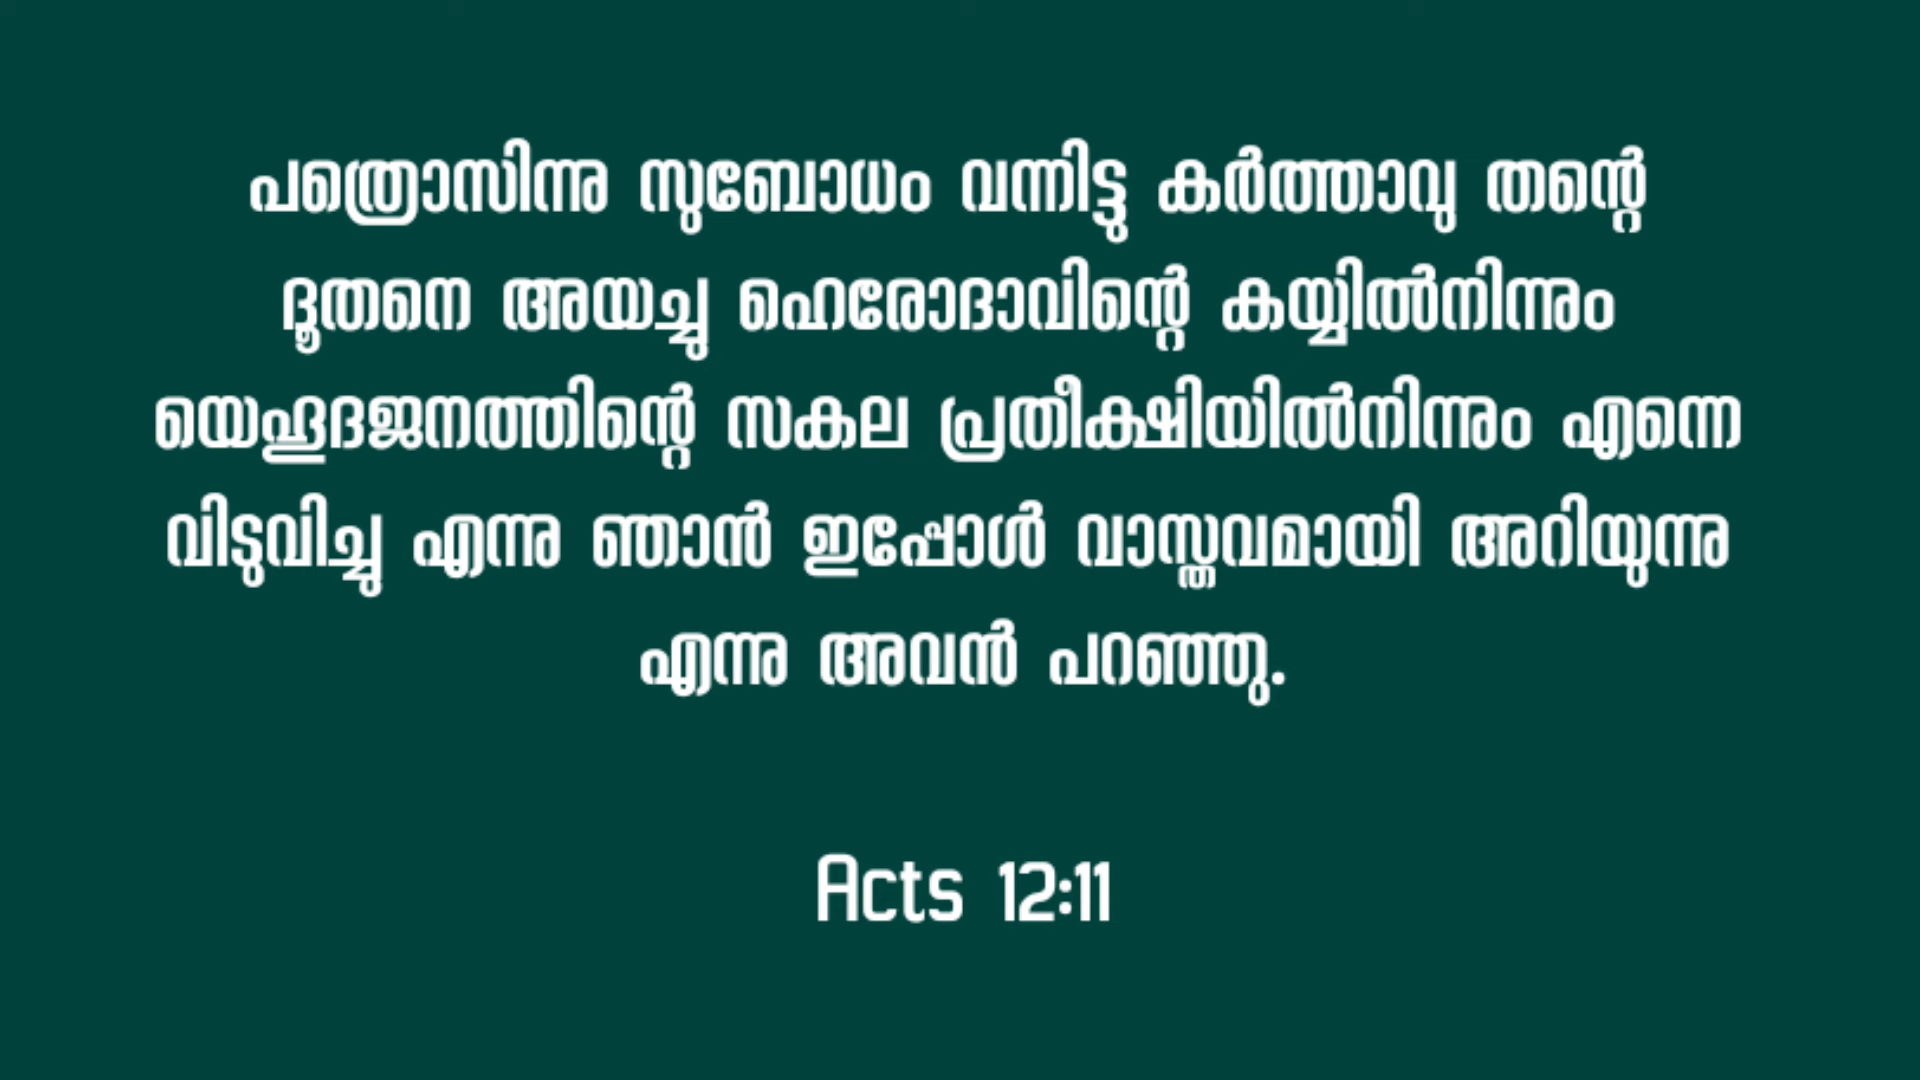 പത്രൊസിന്നു സുബോധം വന്നിട്ടു കർത്താവു തന്റെ
ദൂതനെ അയച്ചു ഹെരോദാവിന്റെ കയ്യിൽനിന്നും
യെഹൂദജനത്തിന്റെ സകല പ്രതീക്ഷിയിൽനിന്നും എന്നെ
വിടുവിച്ചു എന്നു ഞാൻ ഇപ്പോൾ വാസ്തവമായി അറിയുന്നു
എന്നു അവൻ പറഞ്ഞു.
Acts 12:11